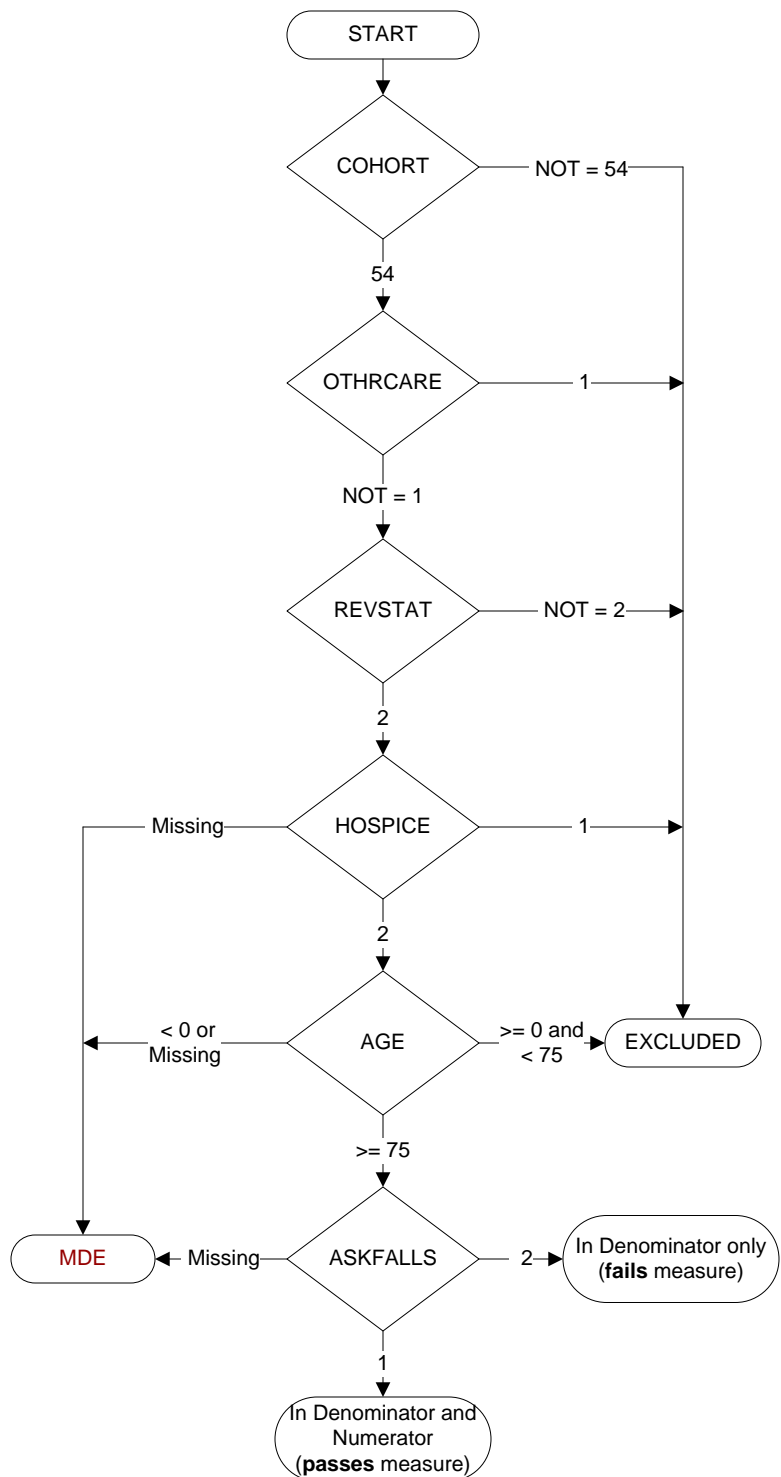 START
COHORT
NOT = 54
54
OTHRCARE
1
NOT = 1
REVSTAT
NOT = 2
2
Missing
HOSPICE
1
2
< 0 or
Missing
AGE
>= 0 and
< 75
EXCLUDED
>= 75
MDE
Missing
ASKFALLS
2
In Denominator only
(fails measure)
1
In Denominator and
Numerator
(passes measure)